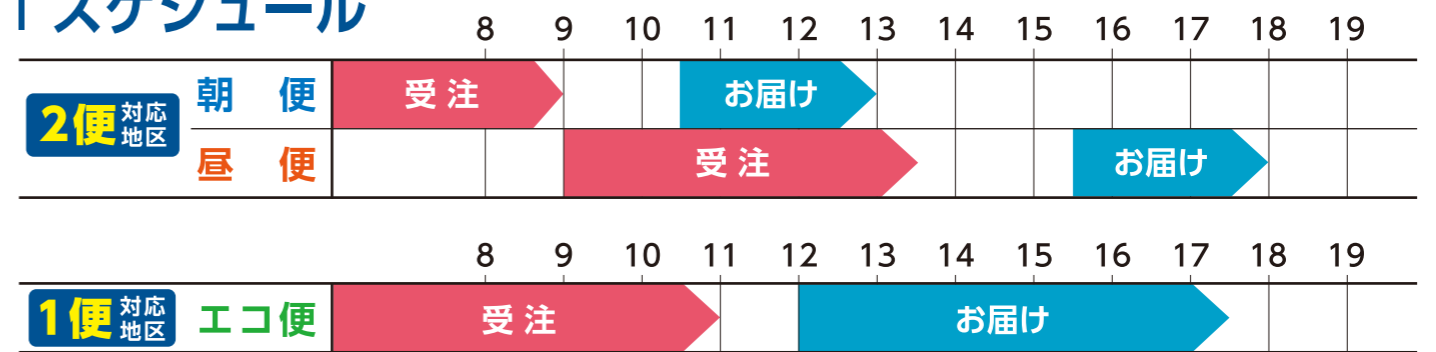 スケジュール
8 9 10 11 12 13 14 15 16 17 18 19
2便 対応地区 朝便 受注 お届け
昼便 受注 お届け
8 9 10 11 12 13 14 15 16 17 18 19
1便 対応地区 エコ便 受注 お届け